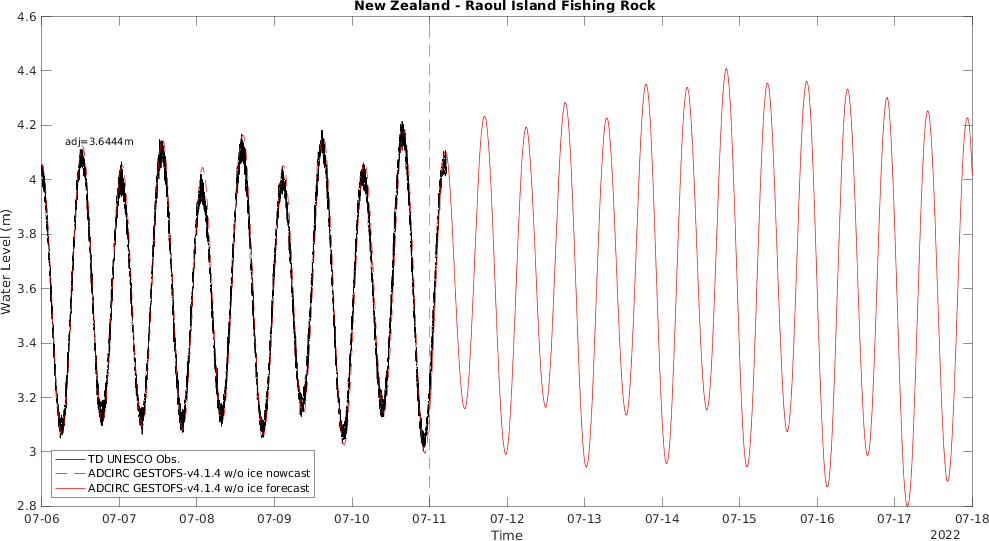 New Zealand - Raoul Island Fishing Rock
4.6
4.4
4.2
4
3.8
3.6
3.4
3.2
3
2.8
Water Level (m)
adj=3.6444m
TD UNESCO Obs.
ADCIRC GESTOFS-v4.1.4 w/o ice nowcast
ADCIRC GESTOFS-v4.1.4 w/o ice forecast
07-06 07-07 07-08 07-09 07-10 07-11 07-12 07-13 07-14 07-15 07-16 07-17 07-18
Time
2022